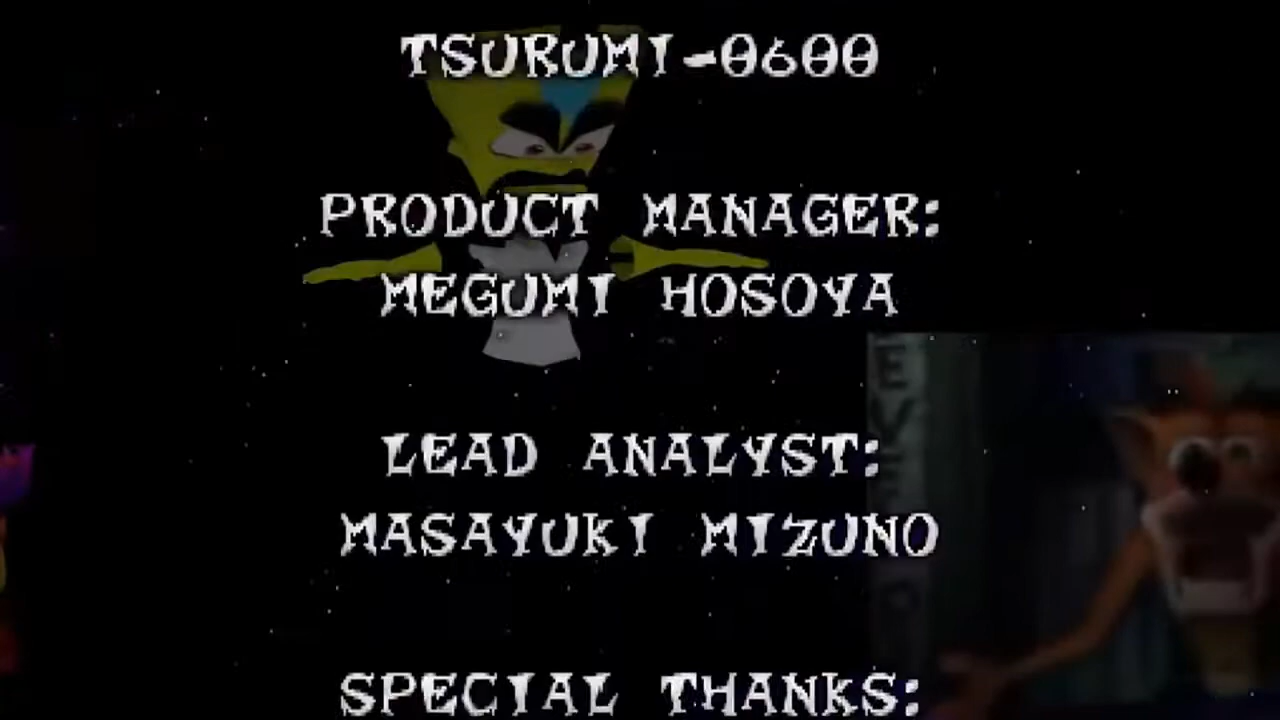 TSURUMI-0600
PRODUCT MANAGER:
MEGUMI HOSOYA
LEAD ANALYST:
MASAYUKI MIZUNO
SPECIAL THANKS: